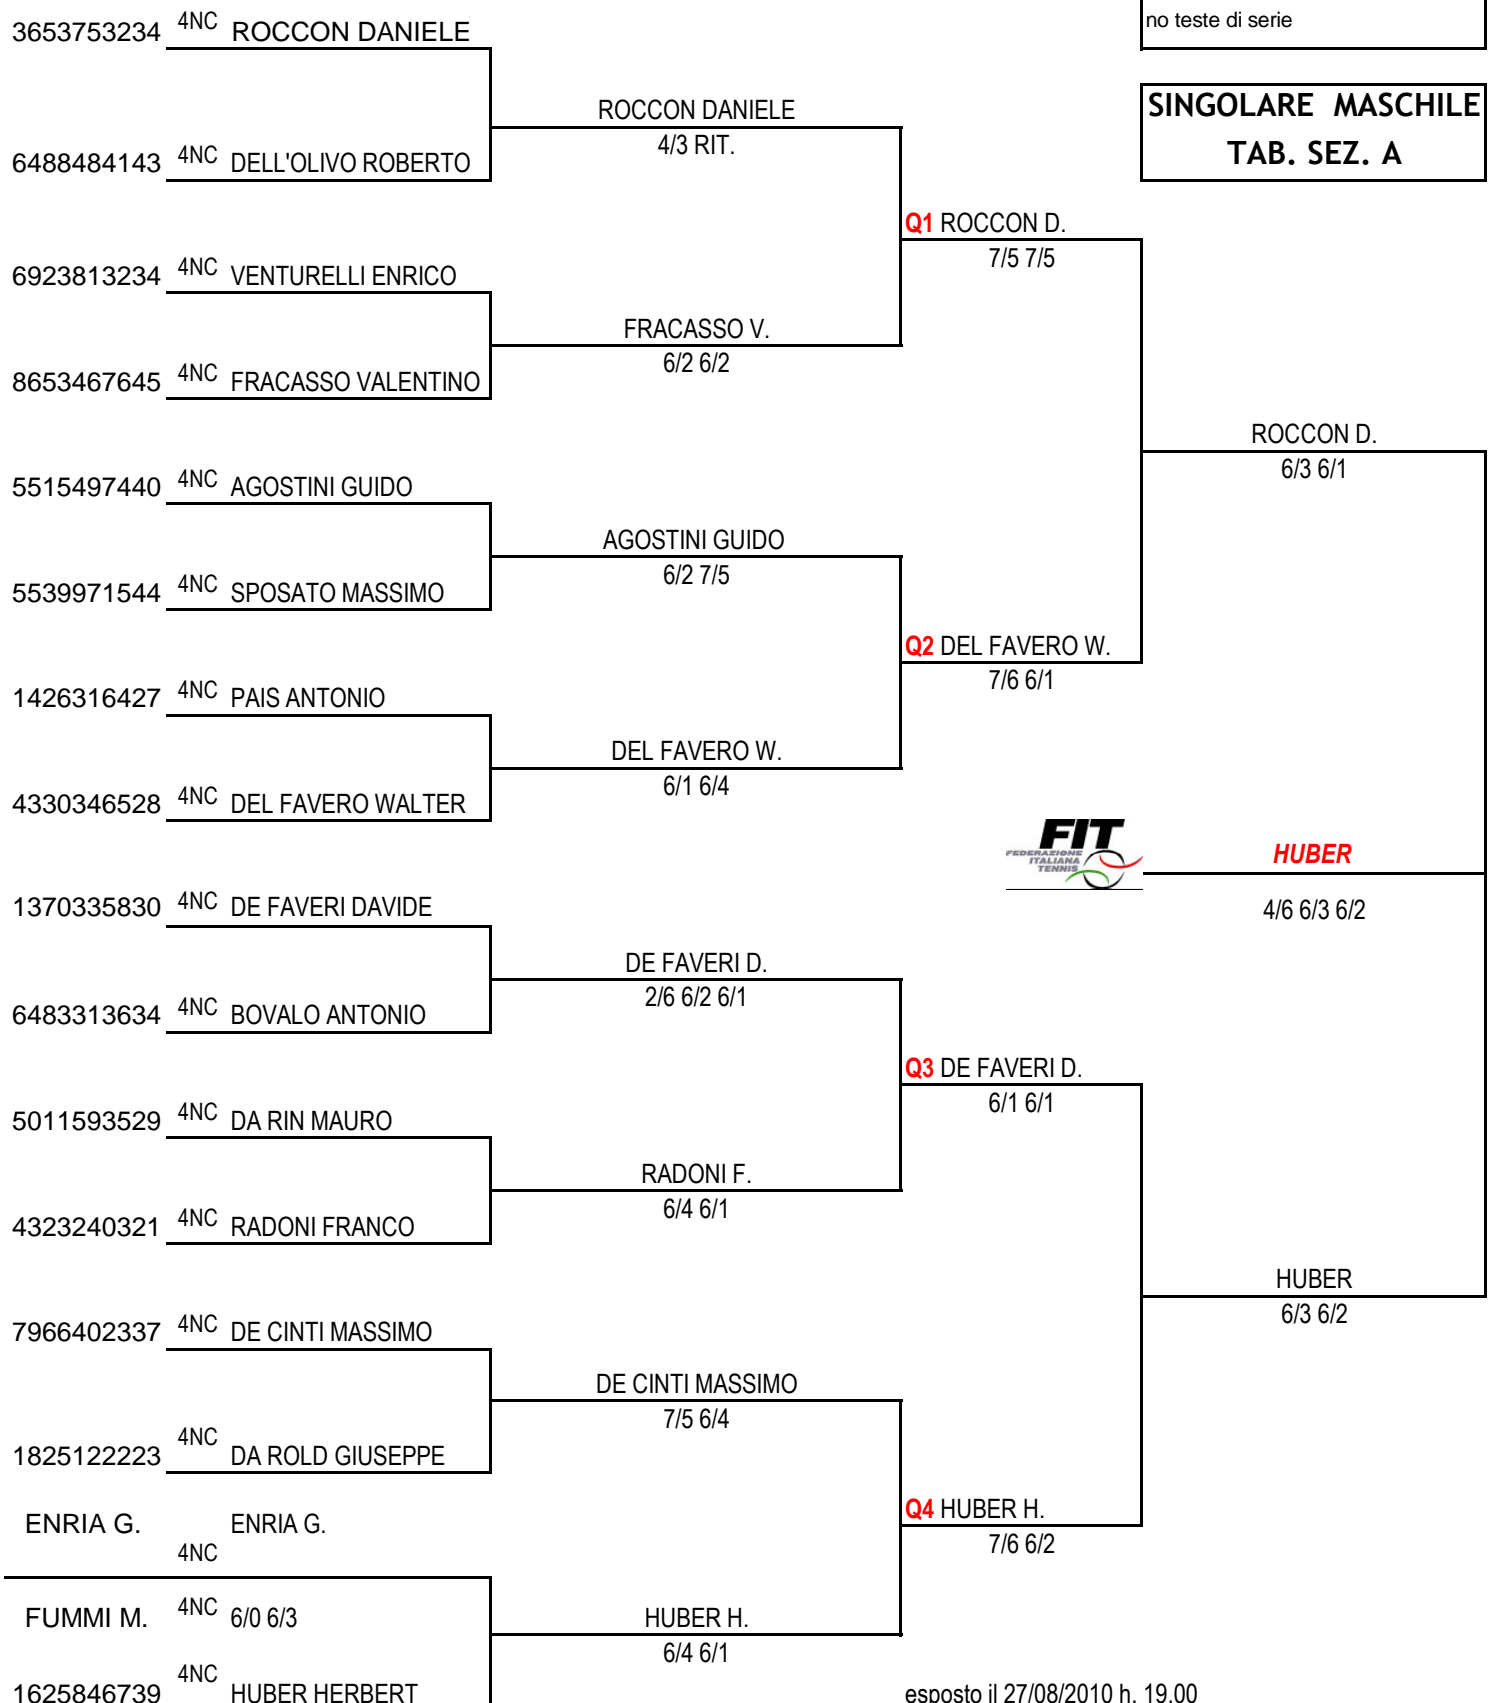 no teste di serie
3653753234 4NC ROCCON DANIELE
SINGOLARE MASCHILE
TAB. SEZ. A
ROCCON DANIELE
4/3 RIT.
6488484143 4NC DELL'OLIVO ROBERTO
Q1 ROCCON D.
7/5 7/5
6923813234 4NC VENTURELLI ENRICO
FRACASSO V.
6/2 6/2
8653467645 4NC FRACASSO VALENTINO
ROCCON D.
6/3 6/1
5515497440 4NC AGOSTINI GUIDO
AGOSTINI GUIDO
6/2 7/5
5539971544 4NC SPOSATO MASSIMO
Q2 DEL FAVERO W.
7/6 6/1
1426316427 4NC PAIS ANTONIO
DEL FAVERO W.
6/1 6/4
4330346528 4NC DEL FAVERO WALTER
FIT
FEDERAZIONE
ITALIANA
TENNIS
HUBER
4/6 6/3 6/2
1370335830 4NC DE FAVERI DAVIDE
DE FAVERI D.
2/6 6/2 6/1
6483313634 4NC BOVALO ANTONIO
Q3 DE FAVERI D.
6/1 6/1
5011593529 4NC DA RIN MAURO
RADONI F.
6/4 6/1
4323240321 4NC RADONI FRANCO
HUBER
6/3 6/2
7966402337 4NC DE CINTI MASSIMO
DE CINTI MASSIMO
7/5 6/4
1825122223 4NC DA ROLD GIUSEPPE
Q4 HUBER H.
7/6 6/2
ENRIA G. 4NC ENRIA G.
FUMMI M. 4NC 6/0 6/3
HUBER H.
6/4 6/1
1625846739 4NC HUBER HERBERT
esposto il 27/08/2010 h. 19.00